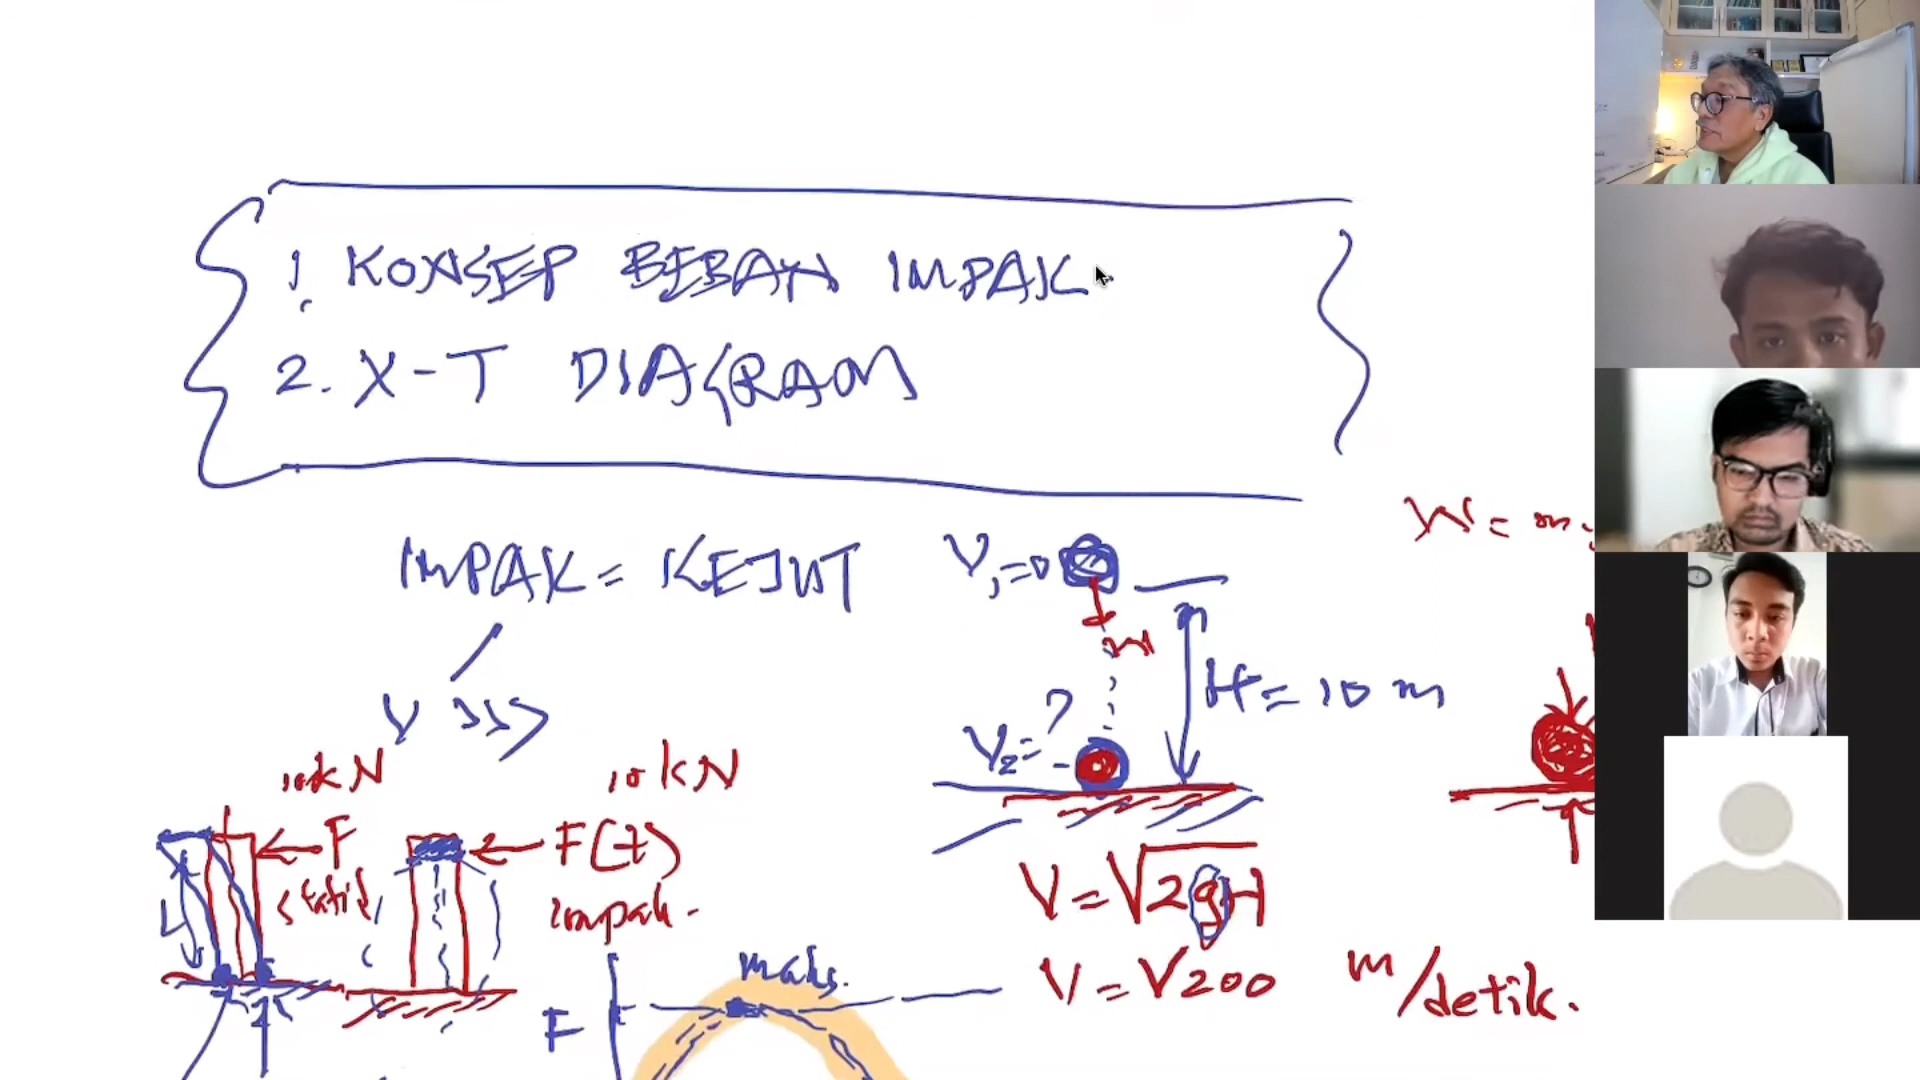 1. KONSEP BEBAN IMPAK
2. X-T DIAGRAM
IMPAK = KEJUT
V >>>
V₁=0
W
H = 10 m
V₂=?
W = m.
10 kN
10 kN
F
statik
F(t)
impak.
L
V = √2gH
V = √200 m/detik.
maks.
F